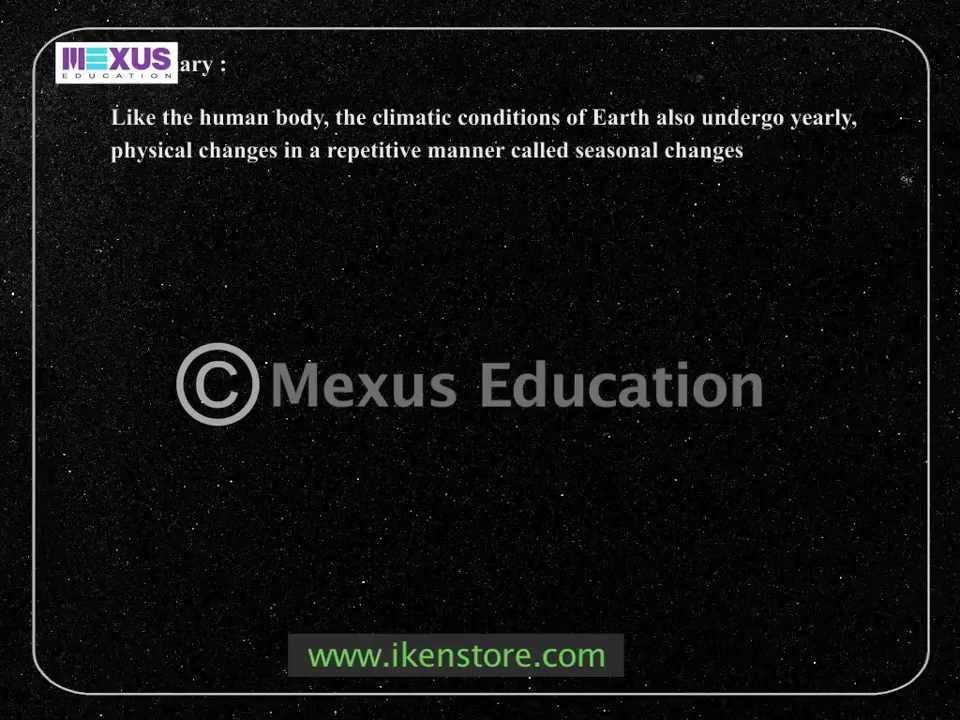 MEXUS
EDUCATION
ary :
Like the human body, the climatic conditions of Earth also undergo yearly,
physical changes in a repetitive manner called seasonal changes
© Mexus Education
www.ikenstore.com